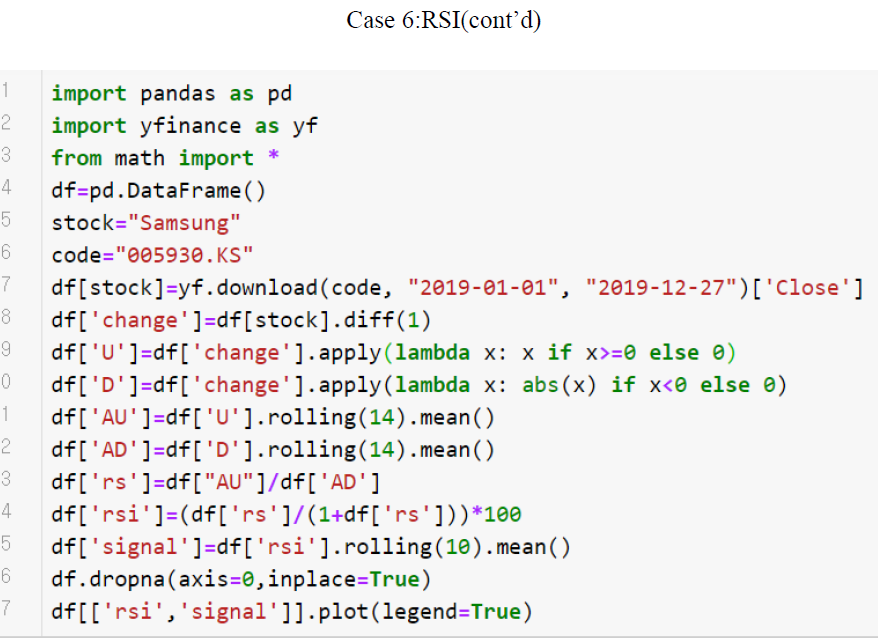 Case 6:RSI(cont’d)
1 import pandas as pd
2 import yfinance as yf
3 from math import *
4 df=pd.DataFrame()
5 stock="Samsung"
6 code="005930.KS"
7 df[stock]=yf.download(code, "2019-01-01", "2019-12-27")['Close']
8 df['change']=df[stock].diff(1)
9 df['U']=df['change'].apply(lambda x: x if x>=0 else 0)
0 df['D']=df['change'].apply(lambda x: abs(x) if x<0 else 0)
1 df['AU']=df['U'].rolling(14).mean()
2 df['AD']=df['D'].rolling(14).mean()
3 df['rs']=df["AU"]/df['AD']
4 df['rsi']=(df['rs']/(1+df['rs']))*100
5 df['signal']=df['rsi'].rolling(10).mean()
6 df.dropna(axis=0,inplace=True)
7 df[['rsi','signal']].plot(legend=True)